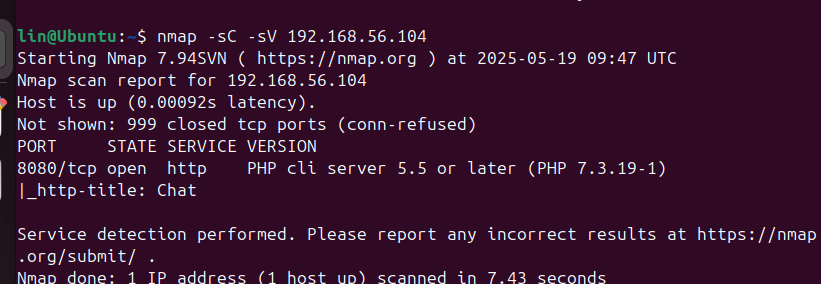 lin@Ubuntu:~$ nmap -sC -sV 192.168.56.104
Starting Nmap 7.94SVN ( https://nmap.org ) at 2025-05-19 09:47 UTC
Nmap scan report for 192.168.56.104
Host is up (0.00092s latency).
Not shown: 999 closed tcp ports (conn-refused)
PORT     STATE SERVICE VERSION
8080/tcp open  http    PHP cli server 5.5 or later (PHP 7.3.19-1)
|_http-title: Chat
Service detection performed. Please report any incorrect results at https://nmap
.org/submit/ .
Nmap done: 1 IP address (1 host up) scanned in 7.43 seconds